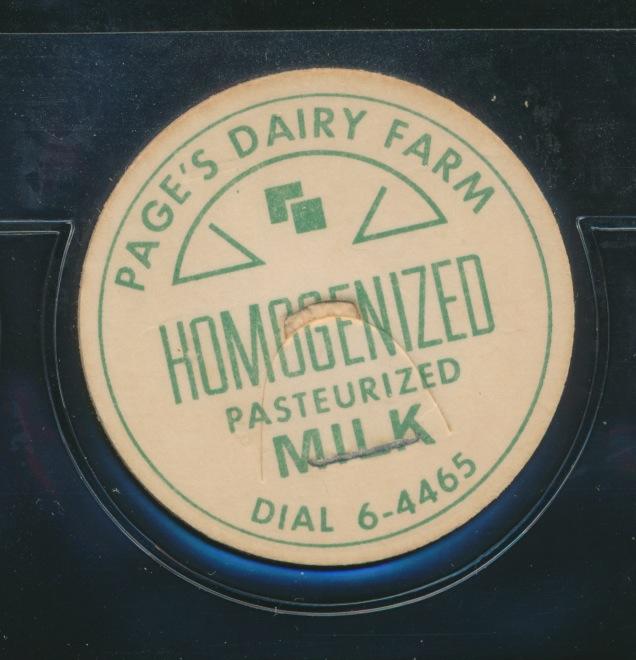 PAGE'S DAIRY FARM
HOMOGENIZED
PASTEURIZED
MILK
DIAL 6-4465